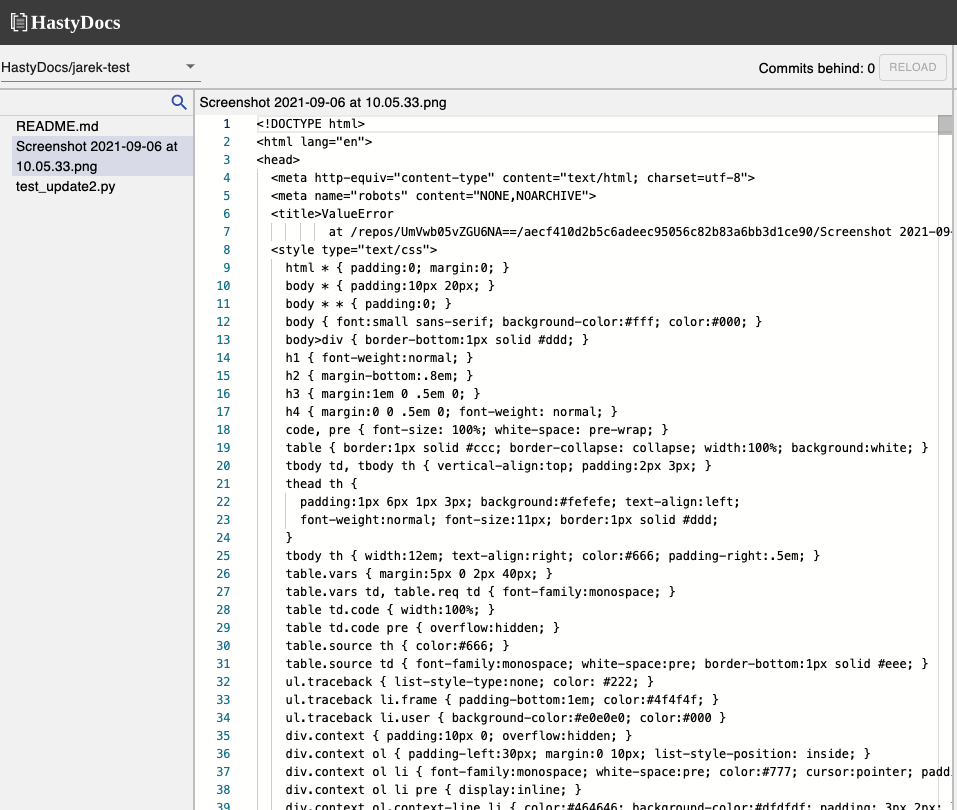 HastyDocs
HastyDocs/jarek-test
Commits behind: 0 RELOAD
README.md
Screenshot 2021-09-06 at
10.05.33.png
test_update2.py
Screenshot 2021-09-06 at 10.05.33.png
1 <!DOCTYPE html>
2 <html lang="en">
3 <head>
4 <meta http-equiv="content-type" content="text/html; charset=utf-8">
5 <meta name="robots" content="NONE,NOARCHIVE">
6 <title>ValueError
7 at /repos/UmVwb05vZGU6NA==/aecf410d2b5c6adeec95056c82b83a6bb3d1ce90/Screenshot 2021-09-
8 <style type="text/css">
9 html * { padding:0; margin:0; }
10 body * { padding:10px 20px; }
11 body * * { padding:0; }
12 body { font:small sans-serif; background-color:#fff; color:#000; }
13 body>div { border-bottom:1px solid #ddd; }
14 h1 { font-weight:normal; }
15 h2 { margin-bottom:.8em; }
16 h3 { margin:1em 0 .5em 0; }
17 h4 { margin:0 0 .5em 0; font-weight: normal; }
18 code, pre { font-size: 100%; white-space: pre-wrap; }
19 table { border:1px solid #ccc; border-collapse: collapse; width:100%; background:white; }
20 tbody td, tbody th { vertical-align:top; padding:2px 3px; }
21 thead th {
22 padding:1px 6px 1px 3px; background:#fefefe; text-align:left;
23 font-weight:normal; font-size:11px; border:1px solid #ddd;
24 }
25 tbody th { width:12em; text-align:right; color:#666; padding-right:.5em; }
26 table.vars { margin:5px 0 2px 40px; }
27 table.vars td, table.req td { font-family:monospace; }
28 table td.code { width:100%; }
29 table td.code pre { overflow:hidden; }
30 table.source th { color:#666; }
31 table.source td { font-family:monospace; white-space:pre; border-bottom:1px solid #eee; }
32 ul.traceback { list-style-type:none; color: #222; }
33 ul.traceback li.frame { padding-bottom:1em; color:#4f4f4f; }
34 ul.traceback li.user { background-color:#e0e0e0; color:#000 }
35 div.context { padding:10px 0; overflow:hidden; }
36 div.context ol { padding-left:30px; margin:0 10px; list-style-position: inside; }
37 div.context ol li { font-family:monospace; white-space:pre; color:#777; cursor:pointer; padd
38 div.context ol li pre { display:inline; }
39 div.context ol.context-line li { color:#464646; background-color:#dfdfdf; padding: 3px 2px;